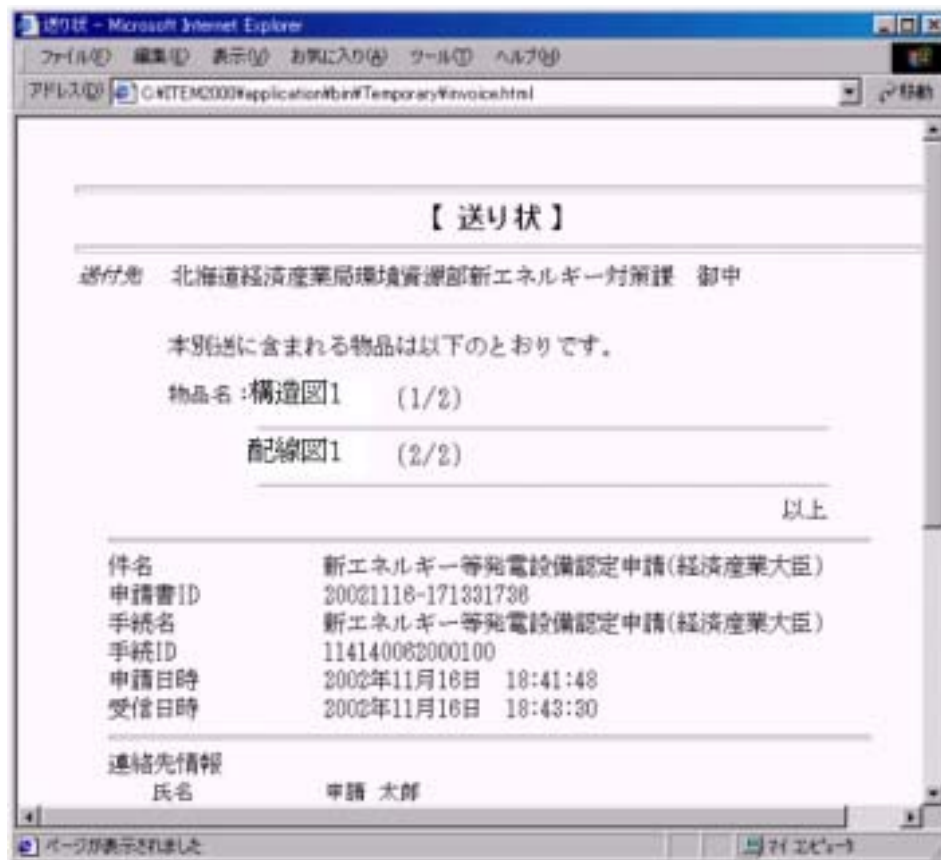 送り状 - Microsoft Internet Explorer
ファイル(F) 編集(E) 表示(V) お気に入り(A) ツール(T) ヘルプ(H)
アドレス(D) C:¥ITEM2000¥application¥bin¥Temporary¥invoice.html 移動
【 送り状 】
送付先 北海道経済産業局環境資源部新エネルギー対策課 御中
本別送に含まれる物品は以下のとおりです。
物品名:構造図1 (1/2)
配線図1 (2/2)
以上
件名 新エネルギー等発電設備認定申請(経済産業大臣)
申請書ID 20021116-171331736
手続名 新エネルギー等発電設備認定申請(経済産業大臣)
手続ID 114140062000100
申請日時 2002年11月16日 18:41:48
受信日時 2002年11月16日 18:43:30
連絡先情報
氏名 申請 太郎
ページが表示されました マイ コンピュータ